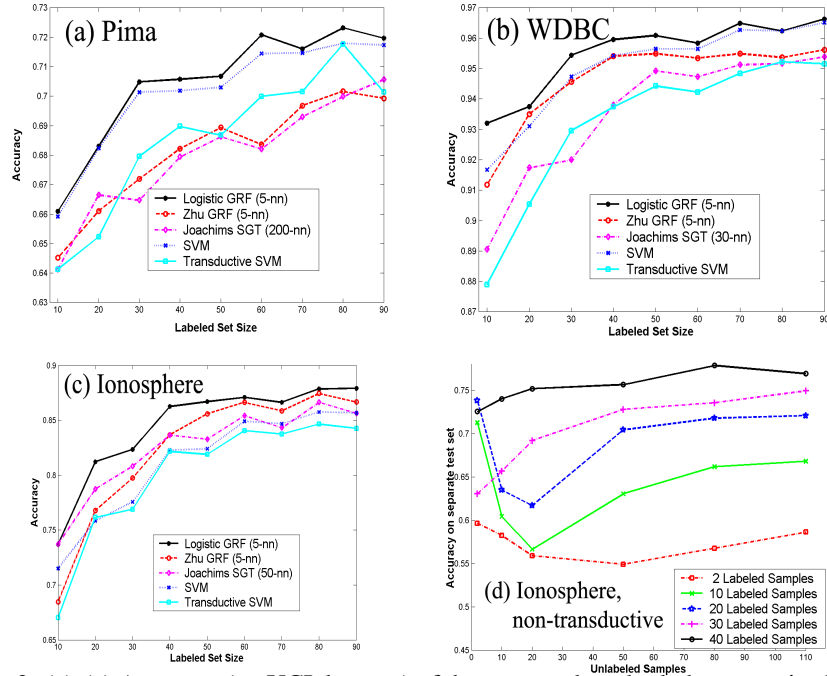 (a) Pima
Accuracy
0.73
0.72
0.71
0.7
0.69
0.68
0.67
0.66
0.65
0.64
0.63
Logistic GRF (5-nn)
Zhu GRF (5-nn)
Joachims SGT (200-nn)
SVM
Transductive SVM
10 20 30 40 50 60 70 80 90
Labeled Set Size
(b) WDBC
Accuracy
0.97
0.96
0.95
0.94
0.93
0.92
0.91
0.9
0.89
0.88
0.87
Logistic GRF (5-nn)
Zhu GRF (5-nn)
Joachims SGT (30-nn)
SVM
Transductive SVM
10 20 30 40 50 60 70 80 90
Labeled Set Size
(c) Ionosphere
Accuracy
0.9
0.85
0.8
0.75
0.7
0.65
Logistic GRF (5-nn)
Zhu GRF (5-nn)
Joachims SGT (50-nn)
SVM
Transductive SVM
10 20 30 40 50 60 70 80 90
Labeled Set Size
Accuracy on separate test set
0.75
0.7
0.65
0.6
0.55
0.5
0.45
(d) Ionosphere,
non-transductive
2 Labeled Samples
10 Labeled Samples
20 Labeled Samples
30 Labeled Samples
40 Labeled Samples
0 10 20 30 40 50 60 70 80 90 100 110
Unlabeled Samples